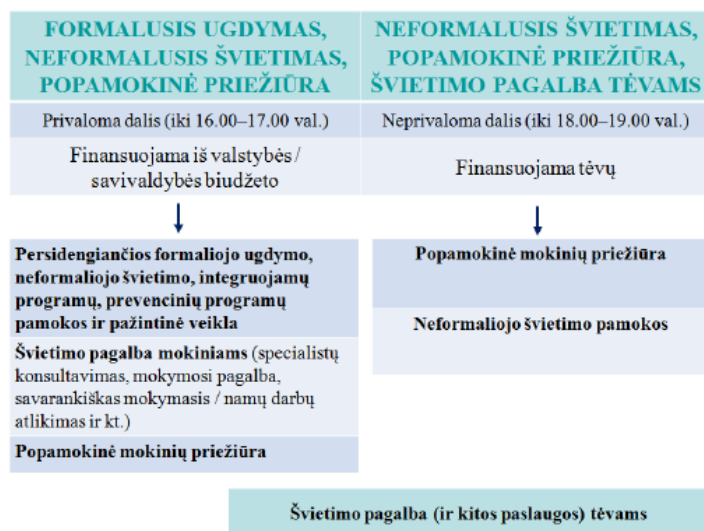 FORMALUSIS UGDYMAS,
NEFORMALUSIS ŠVIETIMAS,
POPAMOKINĖ PRIEŽIŪRA
Privaloma dalis (iki 16.00–17.00 val.)
Finansuojama iš valstybės /
savivaldybės biudžeto
Persidengiančios formaliojo ugdymo,
neformaliojo švietimo, integruojamų
programų, prevencinių programų
pamokos ir pažintinė veikla
Švietimo pagalba mokiniams (specialistų
konsultavimas, mokymosi pagalba,
savarankiškas mokymasis / namų darbų
atlikimas ir kt.)
Popamokinė mokinių priežiūra
NEFORMALUSIS ŠVIETIMAS,
POPAMOKINĖ PRIEŽIŪRA,
ŠVIETIMO PAGALBA TĖVAMS
Neprivaloma dalis (iki 18.00–19.00 val.)
Finansuojama tėvų
Popamokinė mokinių priežiūra
Neformaliojo švietimo pamokos
Švietimo pagalba (ir kitos paslaugos) tėvams